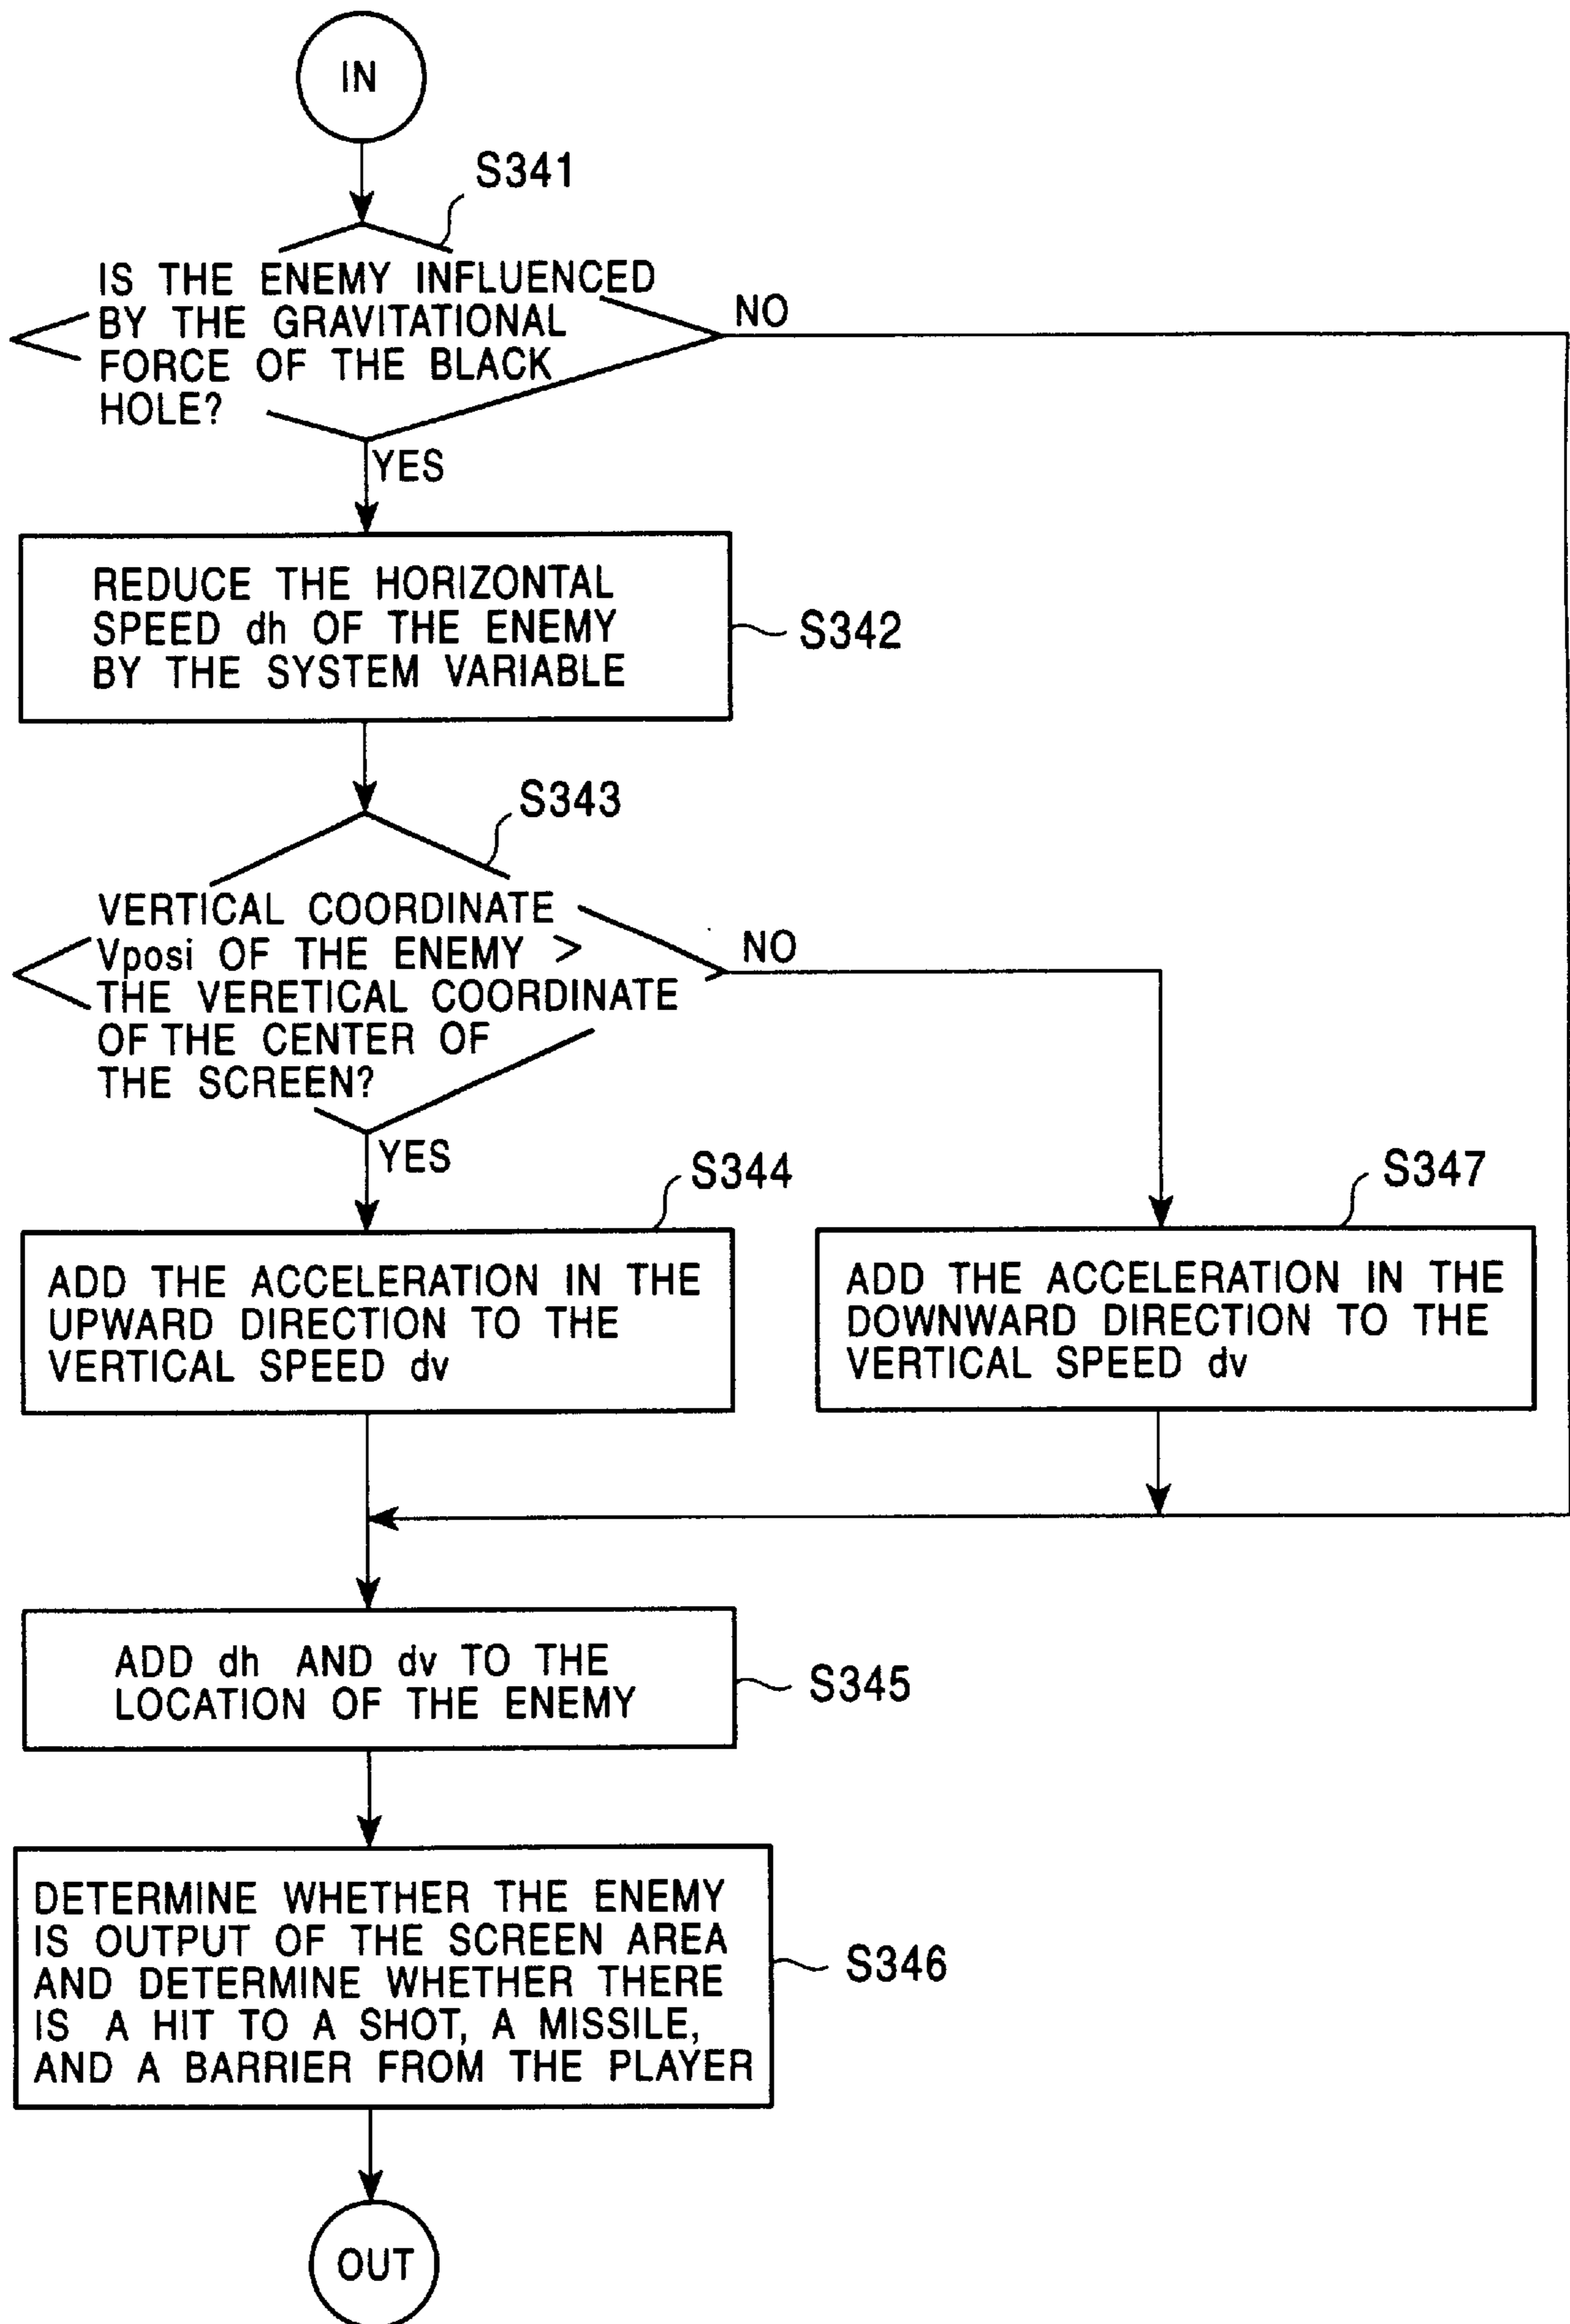 IN
S341
IS THE ENEMY INFLUENCED
BY THE GRAVITATIONAL
FORCE OF THE BLACK
HOLE?
NO
YES
REDUCE THE HORIZONTAL
SPEED dh OF THE ENEMY
BY THE SYSTEM VARIABLE
S342
S343
VERTICAL COORDINATE
Vposi OF THE ENEMY >
THE VERETICAL COORDINATE
OF THE CENTER OF
THE SCREEN?
NO
YES
S344
ADD THE ACCELERATION IN THE
UPWARD DIRECTION TO THE
VERTICAL SPEED dv
S347
ADD THE ACCELERATION IN THE
DOWNWARD DIRECTION TO THE
VERTICAL SPEED dv
ADD dh AND dv TO THE
LOCATION OF THE ENEMY
S345
DETERMINE WHETHER THE ENEMY
IS OUTPUT OF THE SCREEN AREA
AND DETERMINE WHETHER THERE
IS A HIT TO A SHOT, A MISSILE,
AND A BARRIER FROM THE PLAYER
S346
OUT